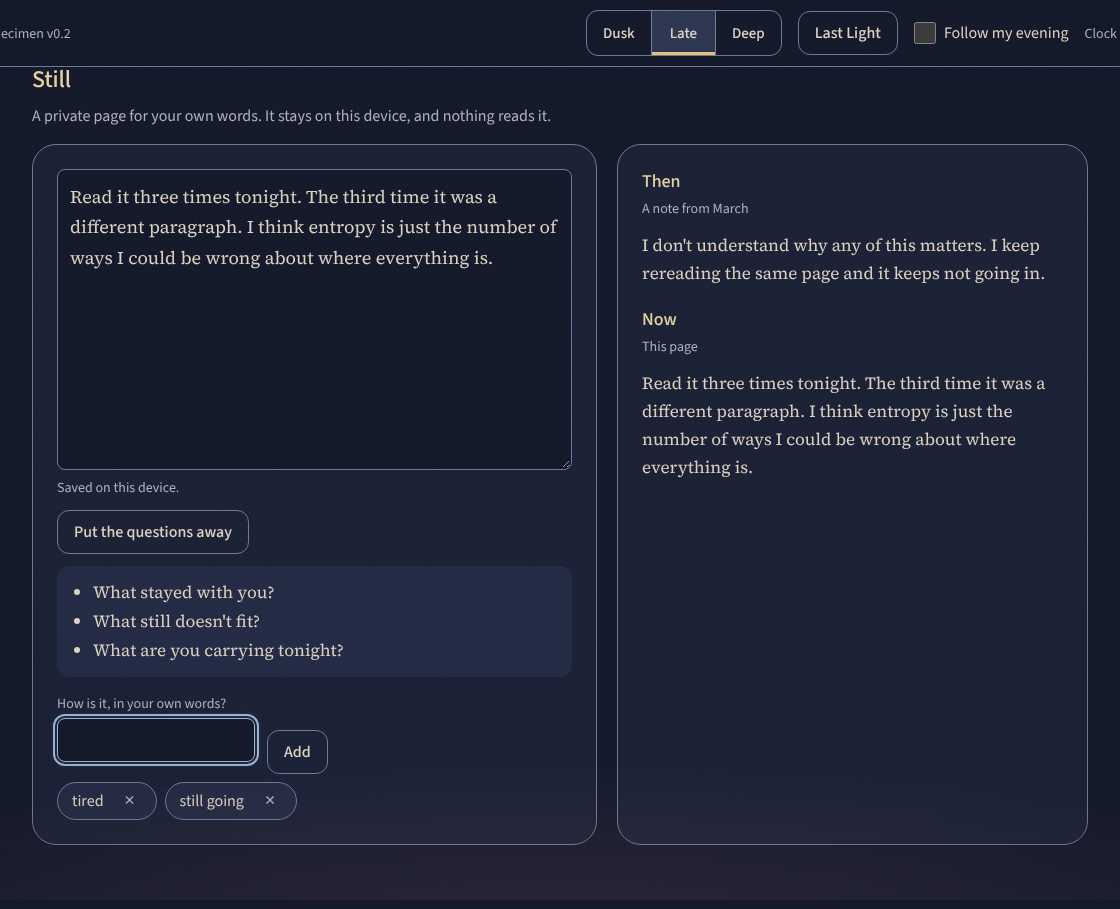 ecimen v0.2
Dusk Late Deep Last Light Follow my evening Clock
Still
A private page for your own words. It stays on this device, and nothing reads it.
Read it three times tonight. The third time it was a
different paragraph. I think entropy is just the number of
ways I could be wrong about where everything is.
Saved on this device.
Put the questions away
What stayed with you?
What still doesn't fit?
What are you carrying tonight?
How is it, in your own words?
Add
tired ×
still going ×
Then
A note from March
I don't understand why any of this matters. I keep
rereading the same page and it keeps not going in.
Now
This page
Read it three times tonight. The third time it was a
different paragraph. I think entropy is just the
number of ways I could be wrong about where
everything is.